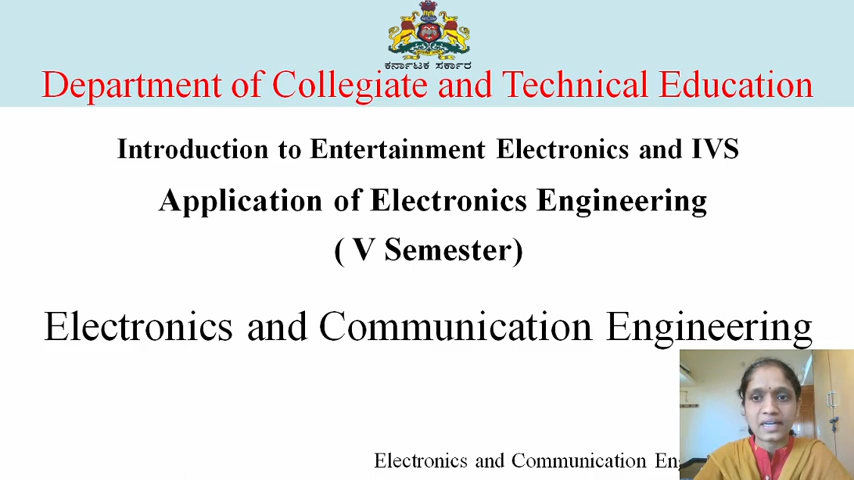 ಕರ್ನಾಟಕ ಸರ್ಕಾರ
Department of Collegiate and Technical Education
Introduction to Entertainment Electronics and IVS
Application of Electronics Engineering
( V Semester)
Electronics and Communication Engineering
Electronics and Communication